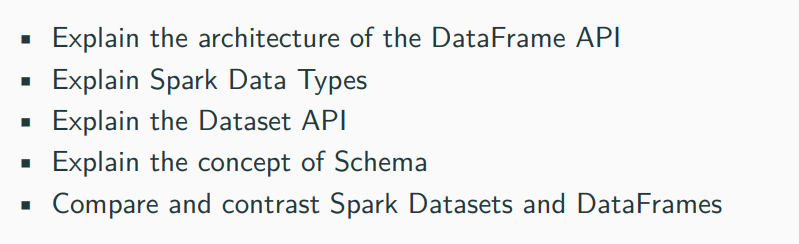 ▪ Explain the architecture of the DataFrame API
▪ Explain Spark Data Types
▪ Explain the Dataset API
▪ Explain the concept of Schema
▪ Compare and contrast Spark Datasets and DataFrames